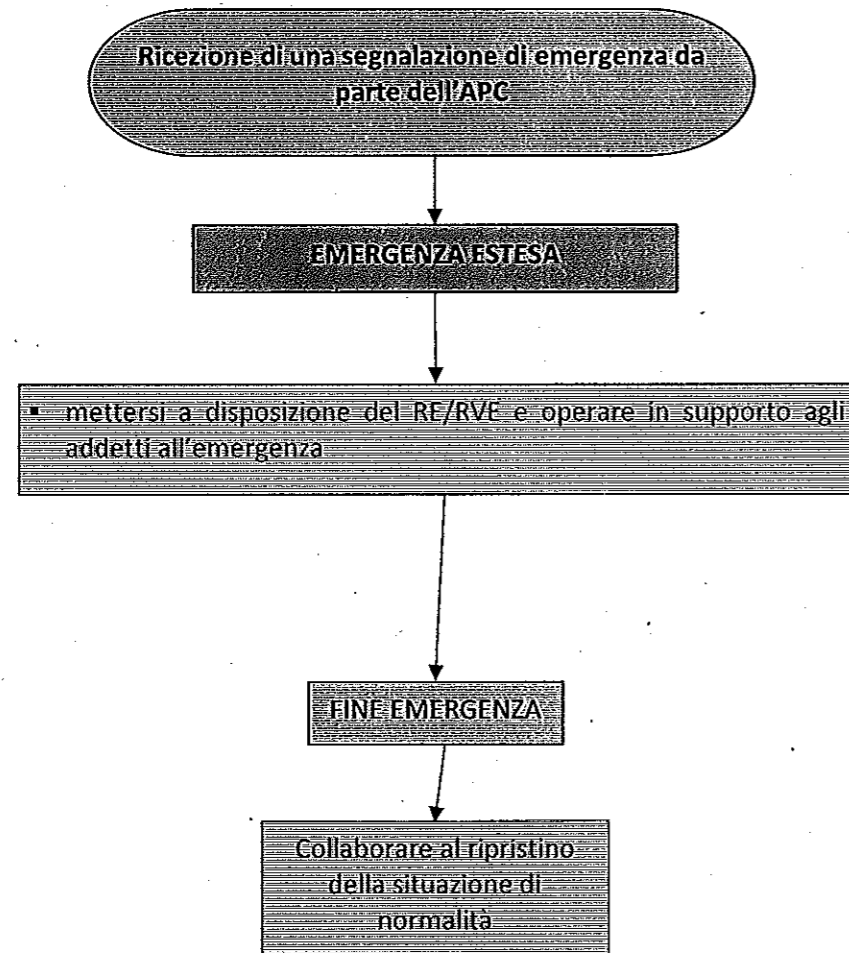 Ricezione di una segnalazione di emergenza da
parte dell'APC
EMERGENZA ESTESA
▪ mettersi a disposizione del RE/RVE e operare in supporto agli
addetti all'emergenza
FINE EMERGENZA
Collaborare al ripristino
della situazione di
normalità